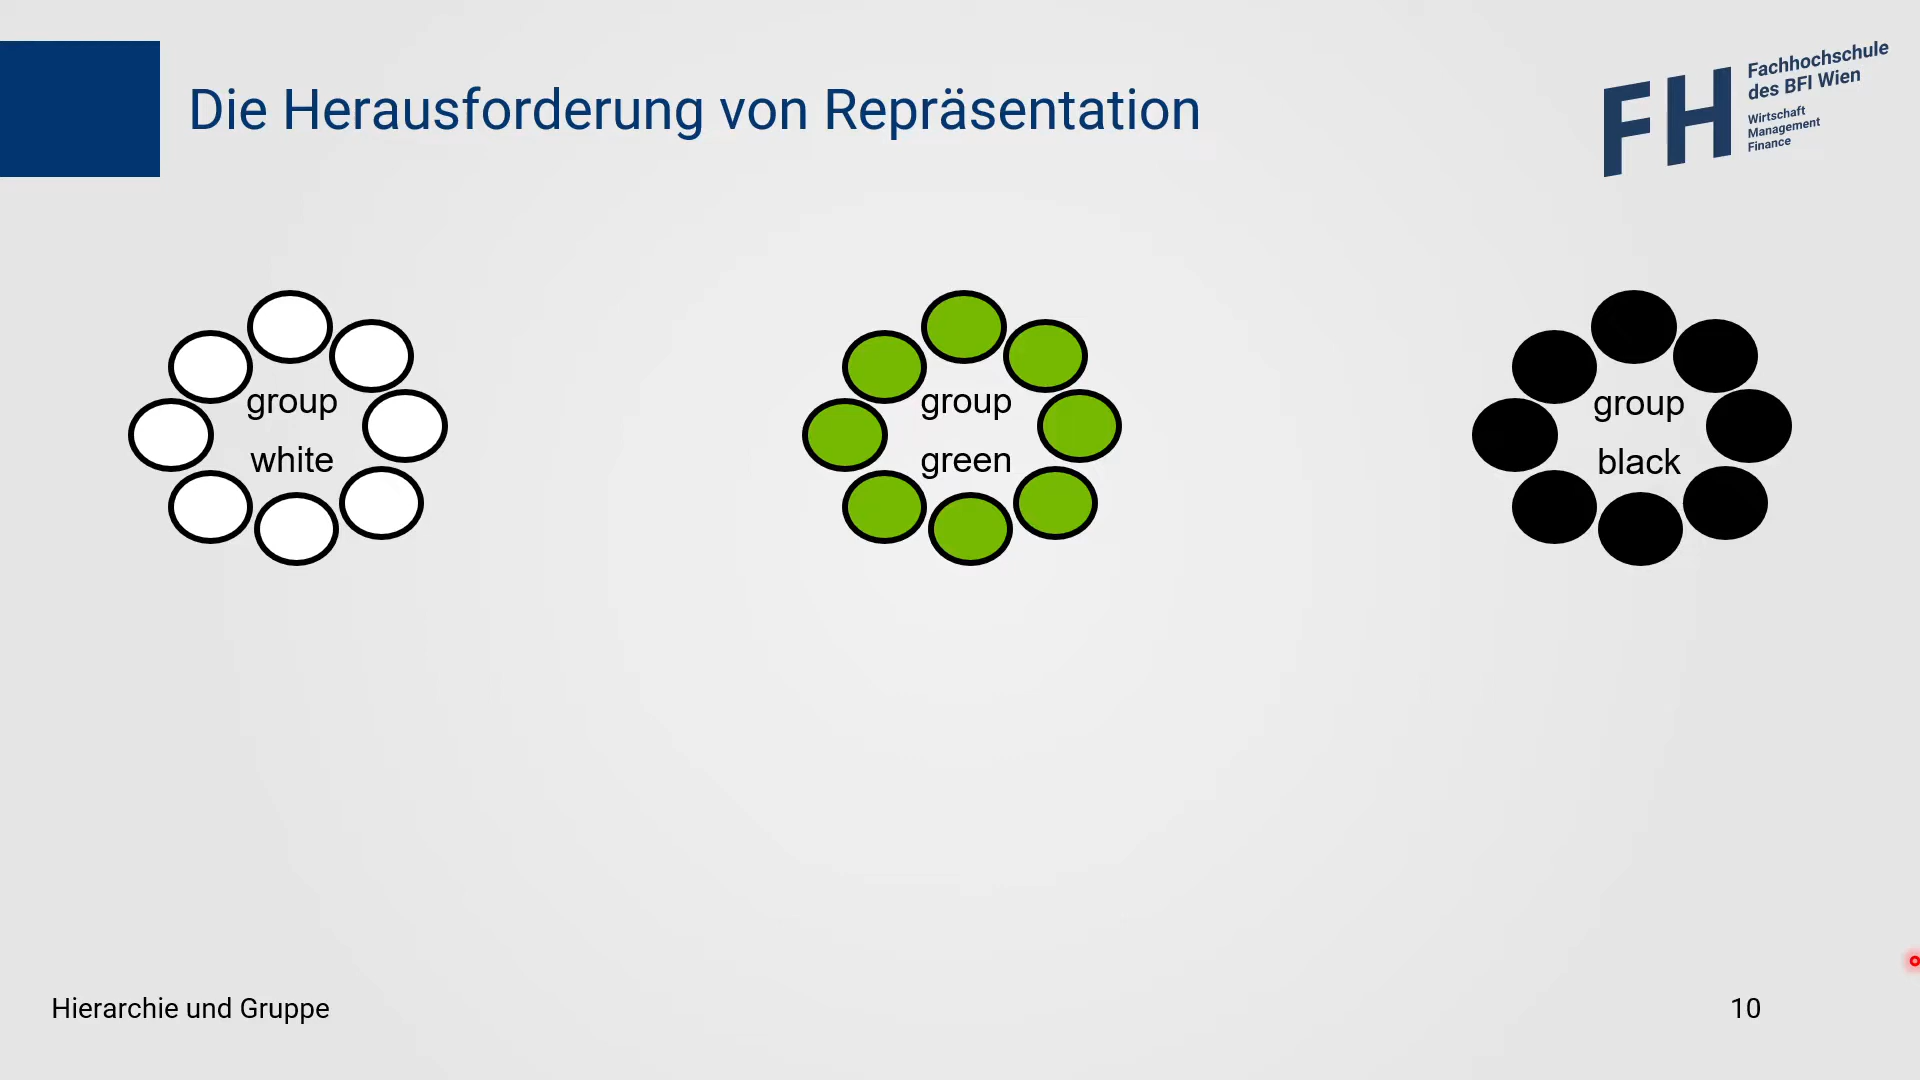 Die Herausforderung von Repräsentation
FH
Fachhochschule
des BFI Wien
Wirtschaft
Management
Finance
group
white
group
green
group
black
Hierarchie und Gruppe
10